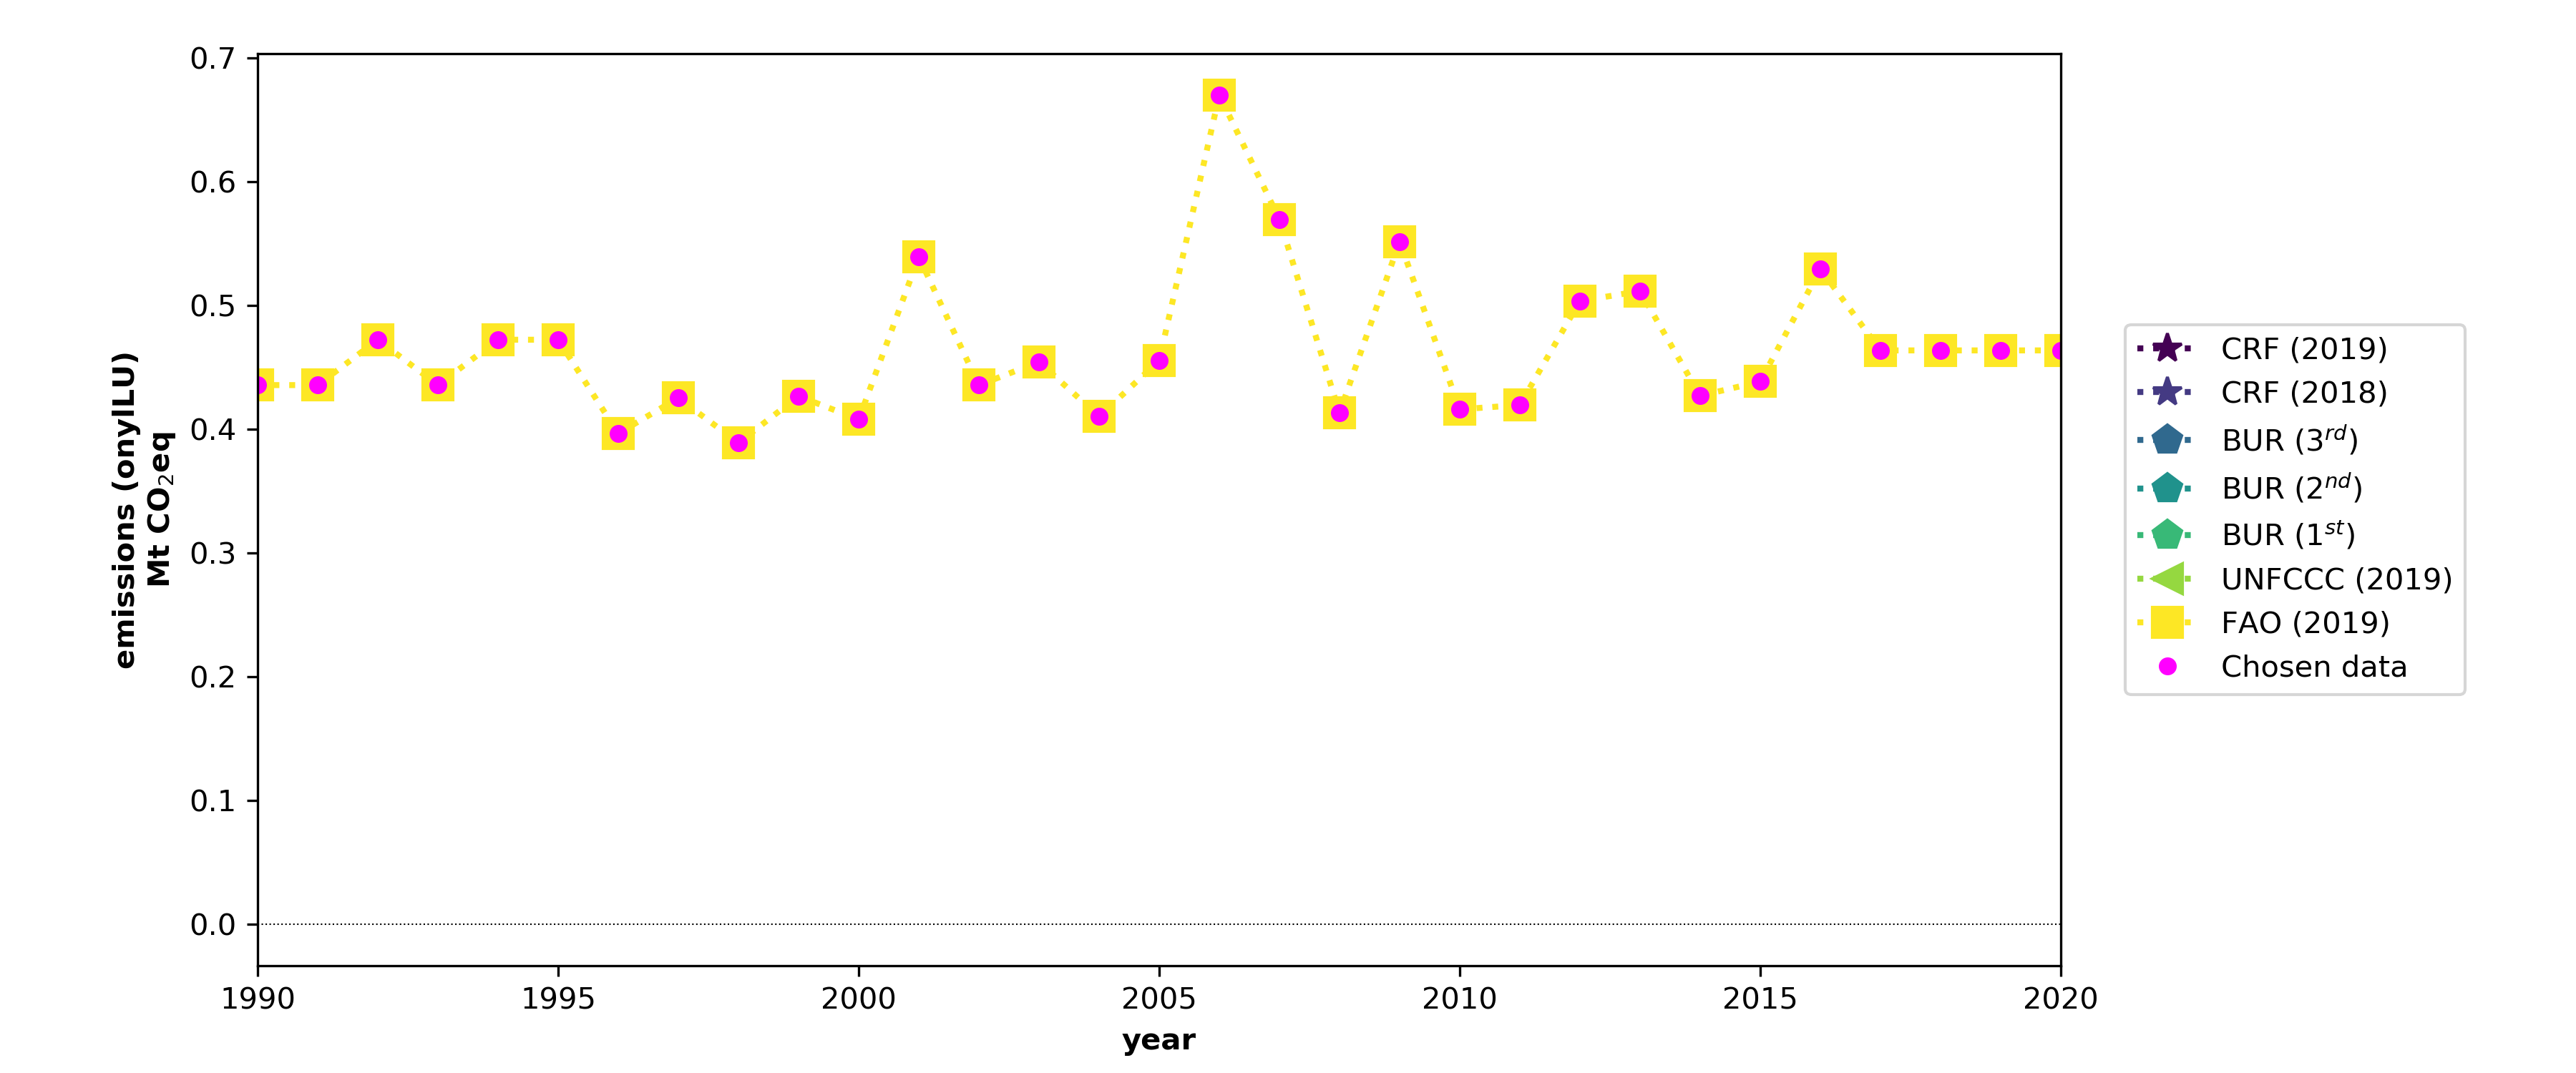 0.7
0.6
0.5
0.4
0.3
0.2
0.1
0.0
emissions (onylLU)
Mt CO₂eq
1990 1995 2000 2005 2010 2015 2020
year
CRF (2019)
CRF (2018)
BUR (3ʳᵈ)
BUR (2ⁿᵈ)
BUR (1ˢᵗ)
UNFCCC (2019)
FAO (2019)
Chosen data